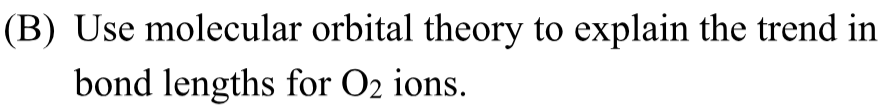 (B) Use molecular orbital theory to explain the trend in
bond lengths for O2 ions.